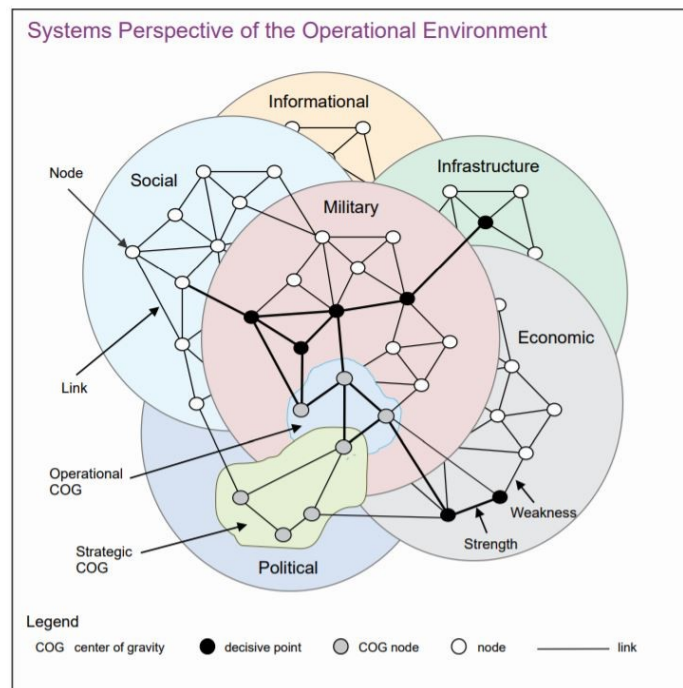 Systems Perspective of the Operational Environment
Informational
Infrastructure
Node
Social
Military
Economic
Link
Operational
COG
Weakness
Strength
Strategic
COG
Political
Legend
COG center of gravity
decisive point
COG node
node
link